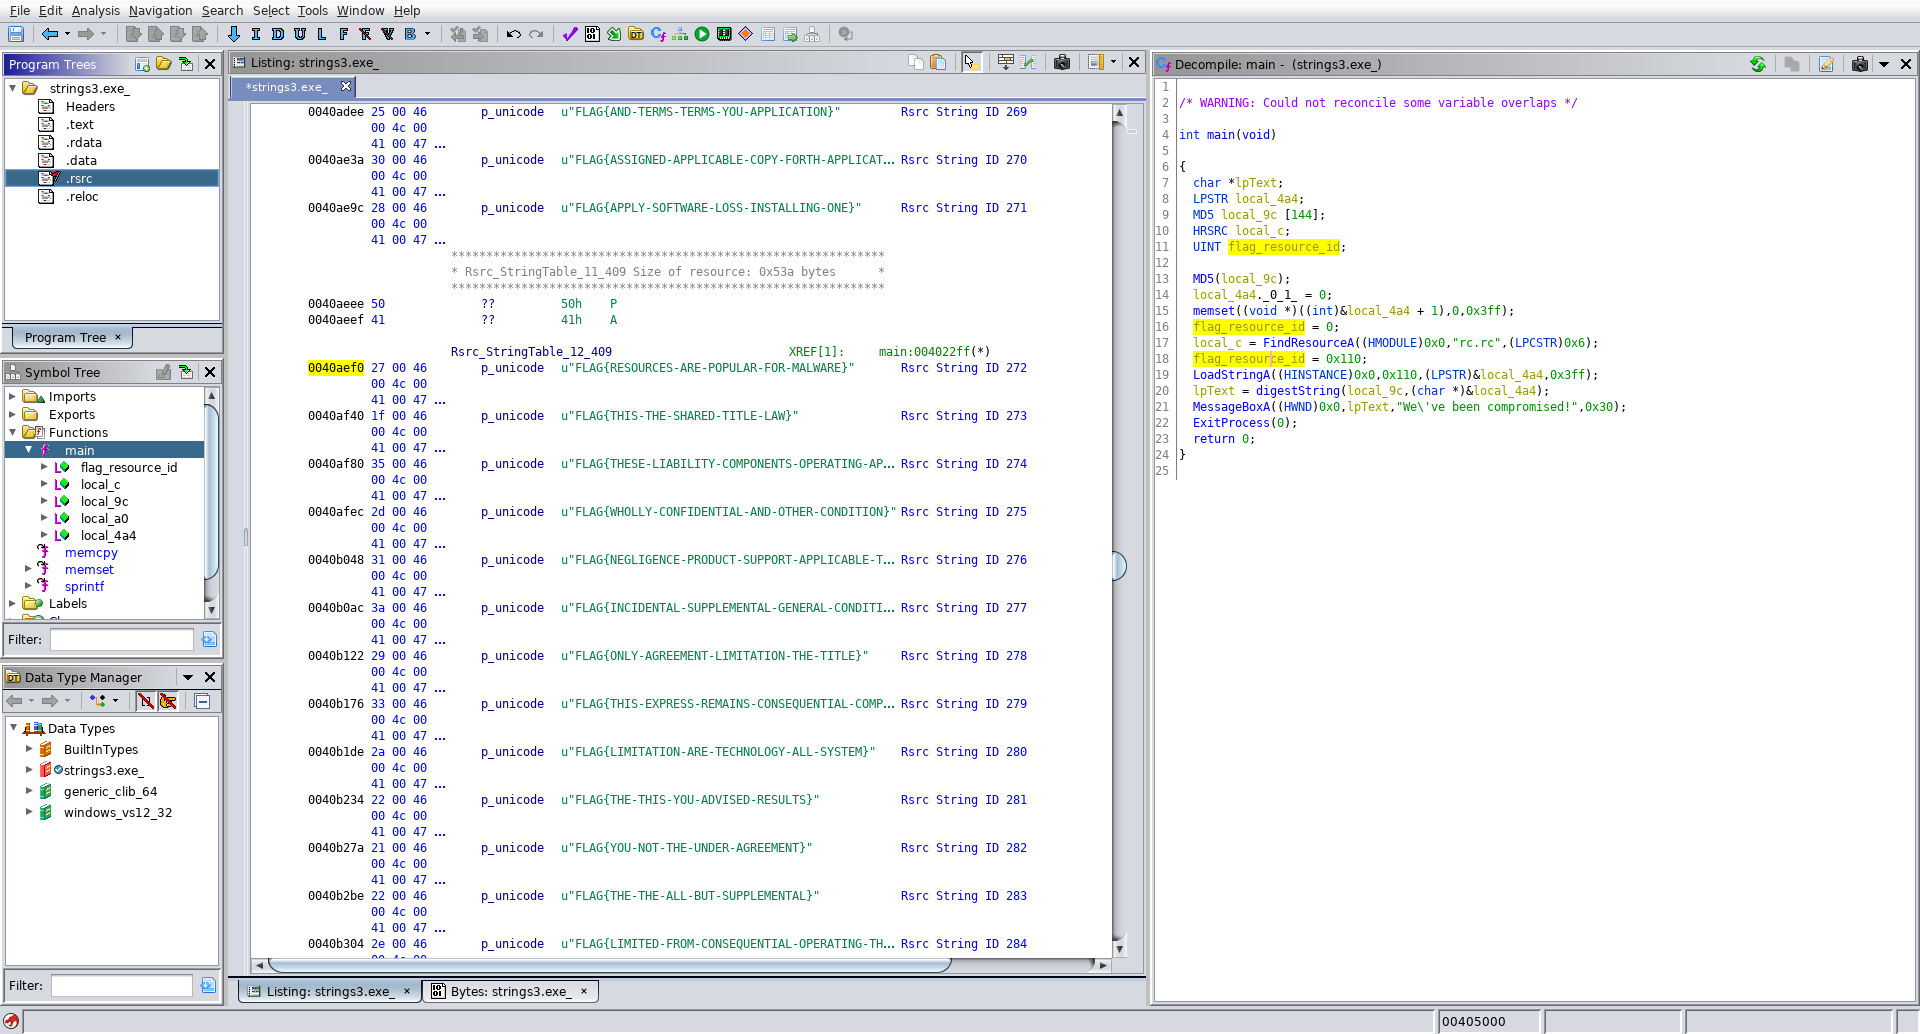 File Edit Analysis Navigation Search Select Tools Window Help
I D U L F R V B
Program Trees
strings3.exe_
Headers
.text
.rdata
.data
.rsrc
.reloc
Program Tree ×
Symbol Tree
Imports
Exports
Functions
main
flag_resource_id
local_c
local_9c
local_a0
local_4a4
memcpy
memset
sprintf
Labels
Filter:
Data Type Manager
Data Types
BuiltInTypes
strings3.exe_
generic_clib_64
windows_vs12_32
Filter:
Listing: strings3.exe_
*strings3.exe_
0040adee 25 00 46 p_unicode u"FLAG{AND-TERMS-TERMS-YOU-APPLICATION}" Rsrc String ID 269
00 4c 00
41 00 47 ...
0040ae3a 30 00 46 p_unicode u"FLAG{ASSIGNED-APPLICABLE-COPY-FORTH-APPLICAT... Rsrc String ID 270
00 4c 00
41 00 47 ...
0040ae9c 28 00 46 p_unicode u"FLAG{APPLY-SOFTWARE-LOSS-INSTALLING-ONE}" Rsrc String ID 271
00 4c 00
41 00 47 ...
**************************************************************
* Rsrc_StringTable_11_409 Size of resource: 0x53a bytes *
**************************************************************
0040aeee 50 ?? 50h P
0040aeef 41 ?? 41h A
Rsrc_StringTable_12_409 XREF[1]: main:004022ff(*)
0040aef0 27 00 46 p_unicode u"FLAG{RESOURCES-ARE-POPULAR-FOR-MALWARE}" Rsrc String ID 272
00 4c 00
41 00 47 ...
0040af40 1f 00 46 p_unicode u"FLAG{THIS-THE-SHARED-TITLE-LAW}" Rsrc String ID 273
00 4c 00
41 00 47 ...
0040af80 35 00 46 p_unicode u"FLAG{THESE-LIABILITY-COMPONENTS-OPERATING-AP... Rsrc String ID 274
00 4c 00
41 00 47 ...
0040afec 2d 00 46 p_unicode u"FLAG{WHOLLY-CONFIDENTIAL-AND-OTHER-CONDITION}" Rsrc String ID 275
00 4c 00
41 00 47 ...
0040b048 31 00 46 p_unicode u"FLAG{NEGLIGENCE-PRODUCT-SUPPORT-APPLICABLE-T... Rsrc String ID 276
00 4c 00
41 00 47 ...
0040b0ac 3a 00 46 p_unicode u"FLAG{INCIDENTAL-SUPPLEMENTAL-GENERAL-CONDITI... Rsrc String ID 277
00 4c 00
41 00 47 ...
0040b122 29 00 46 p_unicode u"FLAG{ONLY-AGREEMENT-LIMITATION-THE-TITLE}" Rsrc String ID 278
00 4c 00
41 00 47 ...
0040b176 33 00 46 p_unicode u"FLAG{THIS-EXPRESS-REMAINS-CONSEQUENTIAL-COMP... Rsrc String ID 279
00 4c 00
41 00 47 ...
0040b1de 2a 00 46 p_unicode u"FLAG{LIMITATION-ARE-TECHNOLOGY-ALL-SYSTEM}" Rsrc String ID 280
00 4c 00
41 00 47 ...
0040b234 22 00 46 p_unicode u"FLAG{THE-THIS-YOU-ADVISED-RESULTS}" Rsrc String ID 281
00 4c 00
41 00 47 ...
0040b27a 21 00 46 p_unicode u"FLAG{YOU-NOT-THE-UNDER-AGREEMENT}" Rsrc String ID 282
00 4c 00
41 00 47 ...
0040b2be 22 00 46 p_unicode u"FLAG{THE-THE-ALL-BUT-SUPPLEMENTAL}" Rsrc String ID 283
00 4c 00
41 00 47 ...
0040b304 2e 00 46 p_unicode u"FLAG{LIMITED-FROM-CONSEQUENTIAL-OPERATING-TH... Rsrc String ID 284
Listing: strings3.exe_ × Bytes: strings3.exe_ ×
Decompile: main - (strings3.exe_)
1
2 /* WARNING: Could not reconcile some variable overlaps */
3
4 int main(void)
5
6 {
7 char *lpText;
8 LPSTR local_4a4;
9 MD5 local_9c [144];
10 HRSRC local_c;
11 UINT flag_resource_id;
12
13 MD5(local_9c);
14 local_4a4._0_1_ = 0;
15 memset((void *)((int)&local_4a4 + 1),0,0x3ff);
16 flag_resource_id = 0;
17 local_c = FindResourceA((HMODULE)0x0,"rc.rc",(LPCSTR)0x6);
18 flag_resource_id = 0x110;
19 LoadStringA((HINSTANCE)0x0,0x110,(LPSTR)&local_4a4,0x3ff);
20 lpText = digestString(local_9c,(char *)&local_4a4);
21 MessageBoxA((HWND)0x0,lpText,"We\'ve been compromised!",0x30);
22 ExitProcess(0);
23 return 0;
24 }
25
00405000